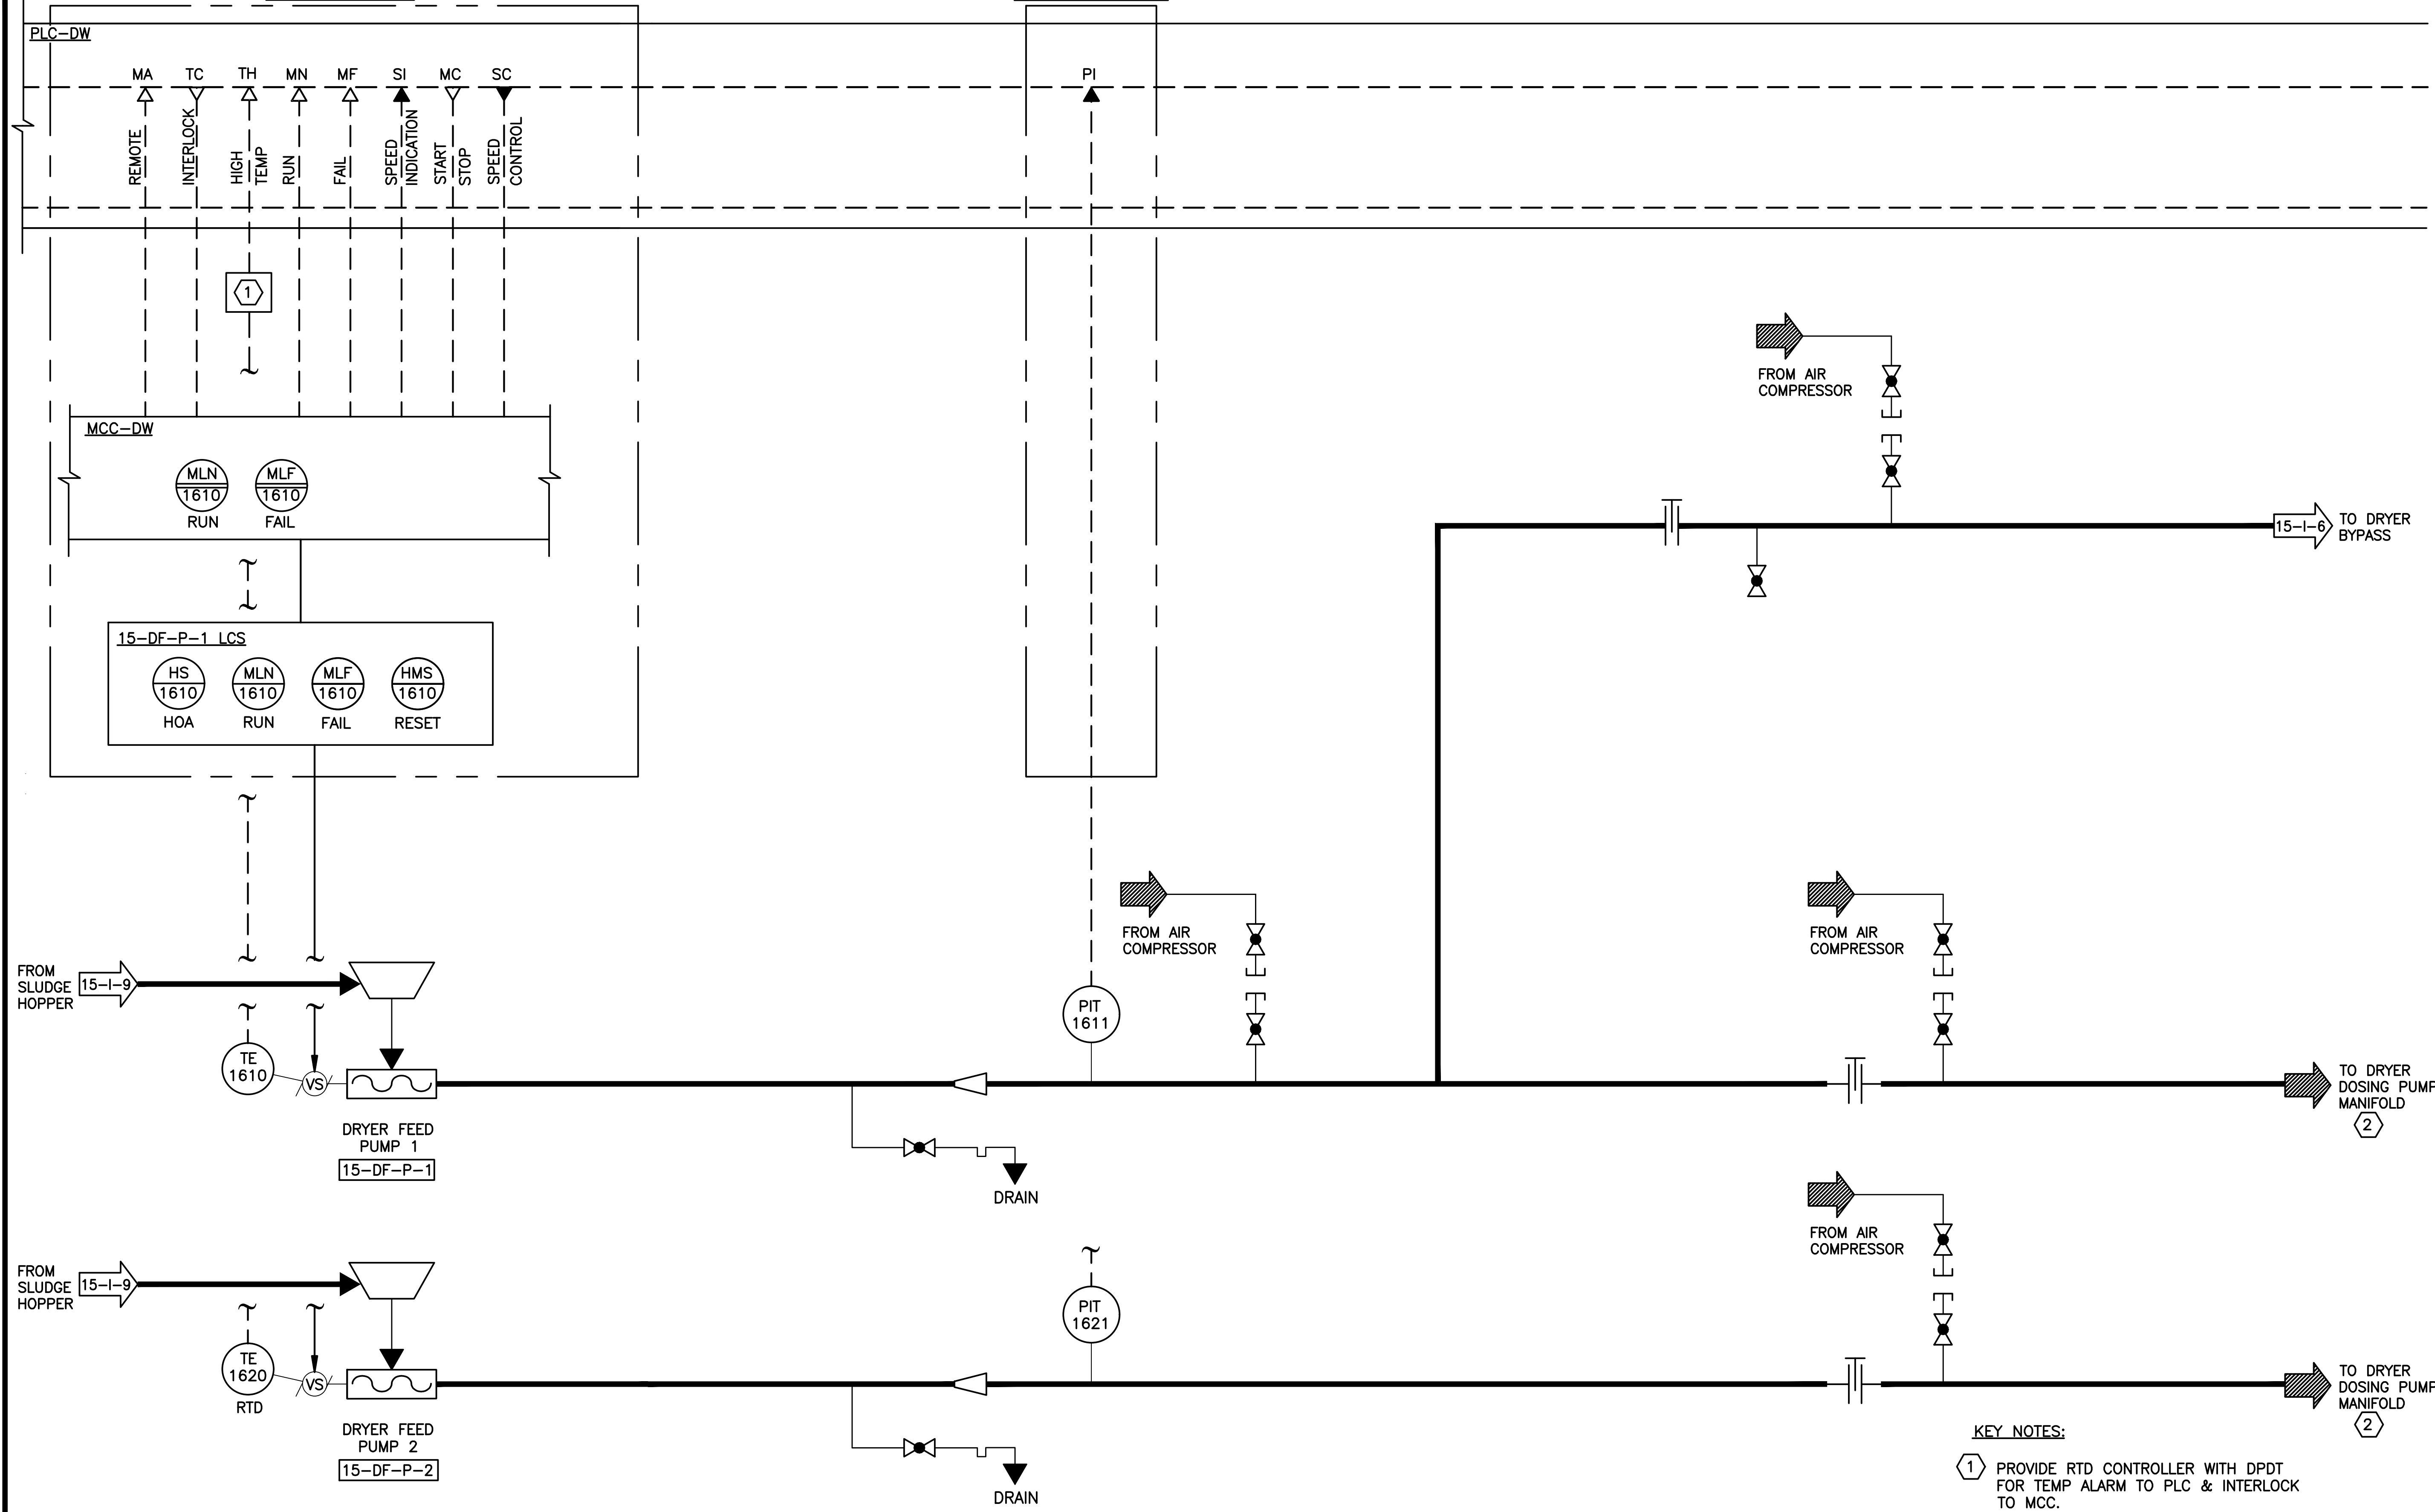 PLC-DW
MA TC TH MN MF SI MC SC
PI
REMOTE
INTERLOCK
HIGH
TEMP
RUN
FAIL
SPEED
INDICATION
START
STOP
SPEED
CONTROL
1
FROM AIR
COMPRESSOR
MCC-DW
MLN
1610
RUN
MLF
1610
FAIL
15-I-6
TO DRYER
BYPASS
15-DF-P-1 LCS
HS
1610
HOA
MLN
1610
RUN
MLF
1610
FAIL
HMS
1610
RESET
FROM AIR
COMPRESSOR
FROM AIR
COMPRESSOR
FROM
SLUDGE
HOPPER
15-I-9
PIT
1611
TE
1610
VS
DRYER FEED
PUMP 1
15-DF-P-1
DRAIN
TO DRYER
DOSING PUMP
MANIFOLD
2
FROM AIR
COMPRESSOR
FROM
SLUDGE
HOPPER
15-I-9
PIT
1621
TE
1620
RTD
VS
DRYER FEED
PUMP 2
15-DF-P-2
DRAIN
TO DRYER
DOSING PUMP
MANIFOLD
2
KEY NOTES:
1 PROVIDE RTD CONTROLLER WITH DPDT
FOR TEMP ALARM TO PLC & INTERLOCK
TO MCC.